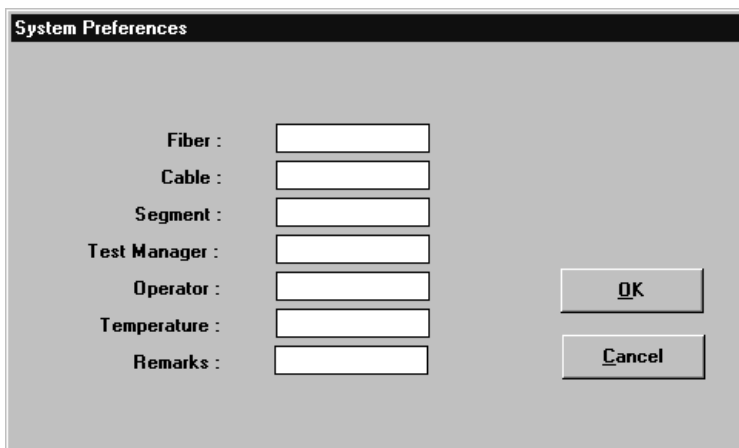 System Preferences
Fiber :
Cable :
Segment :
Test Manager :
Operator :
OK
Temperature :
Cancel
Remarks :